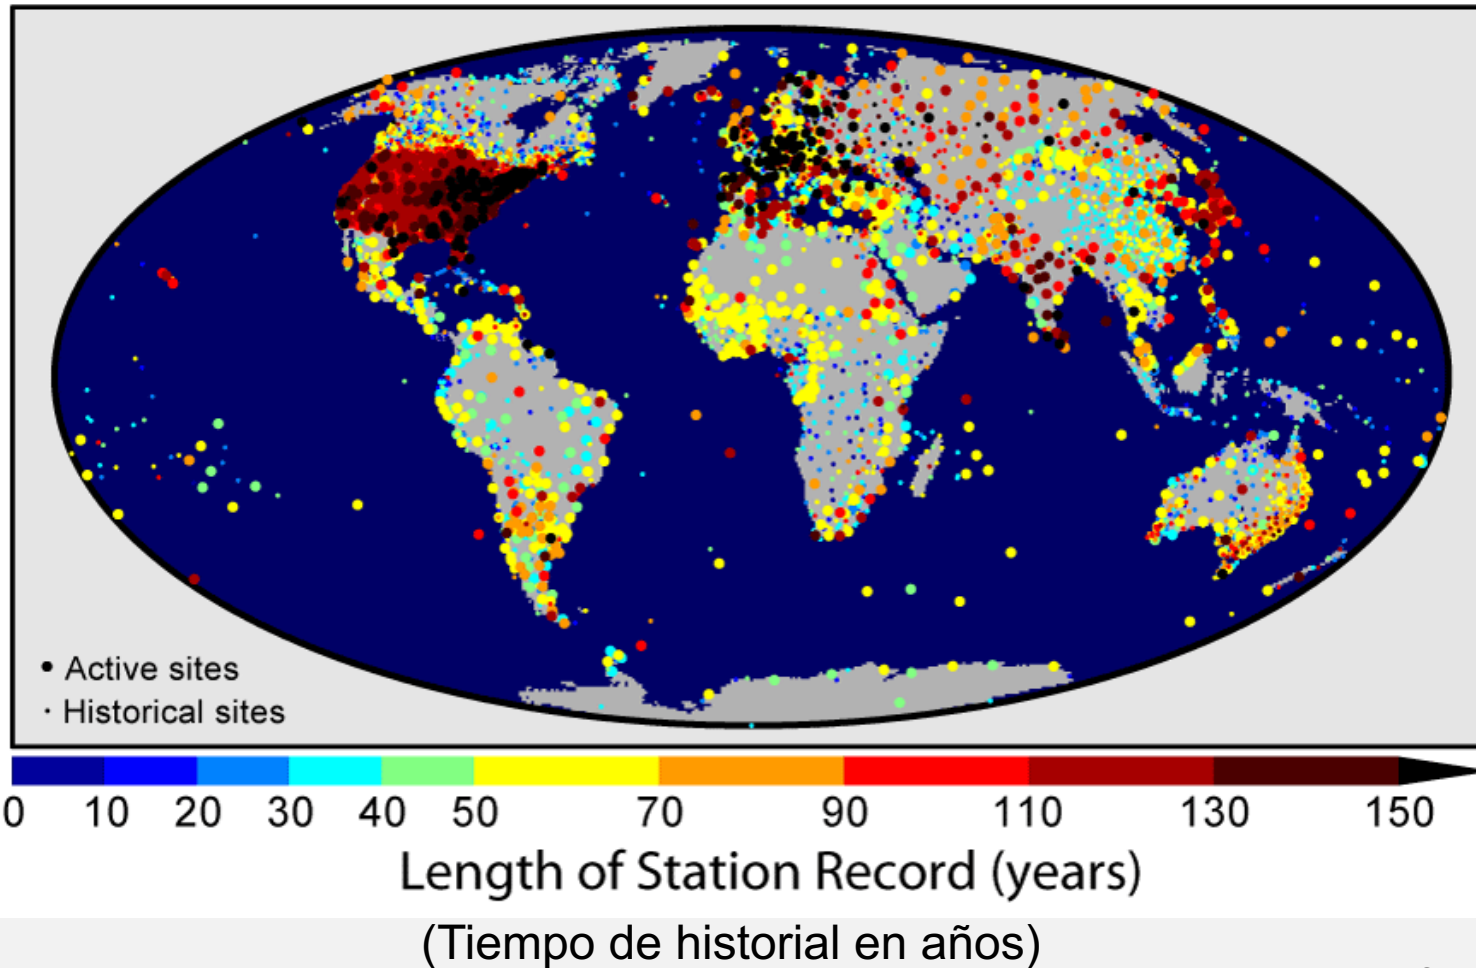 • Active sites
· Historical sites
0 10 20 30 40 50 70 90 110 130 150
Length of Station Record (years)
(Tiempo de historial en años)